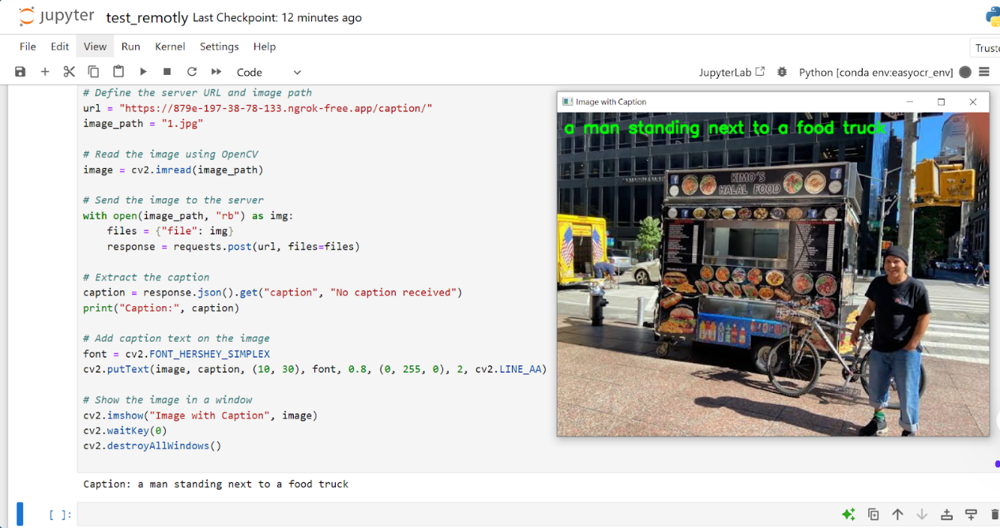 jupyter test_remotly Last Checkpoint: 12 minutes ago
File Edit View Run Kernel Settings Help
Code
JupyterLab
Python [conda env:easyocr_env]
# Define the server URL and image path
url = "https://879e-197-38-78-133.ngrok-free.app/caption/"
image_path = "1.jpg"
# Read the image using OpenCV
image = cv2.imread(image_path)
# Send the image to the server
with open(image_path, "rb") as img:
files = {"file": img}
response = requests.post(url, files=files)
# Extract the caption
caption = response.json().get("caption", "No caption received")
print("Caption:", caption)
# Add caption text on the image
font = cv2.FONT_HERSHEY_SIMPLEX
cv2.putText(image, caption, (10, 30), font, 0.8, (0, 255, 0), 2, cv2.LINE_AA)
# Show the image in a window
cv2.imshow("Image with Caption", image)
cv2.waitKey(0)
cv2.destroyAllWindows()
Caption: a man standing next to a food truck
[ ]:
Image with Caption
a man standing next to a food truck
KIMO'S
HALAL FOOD